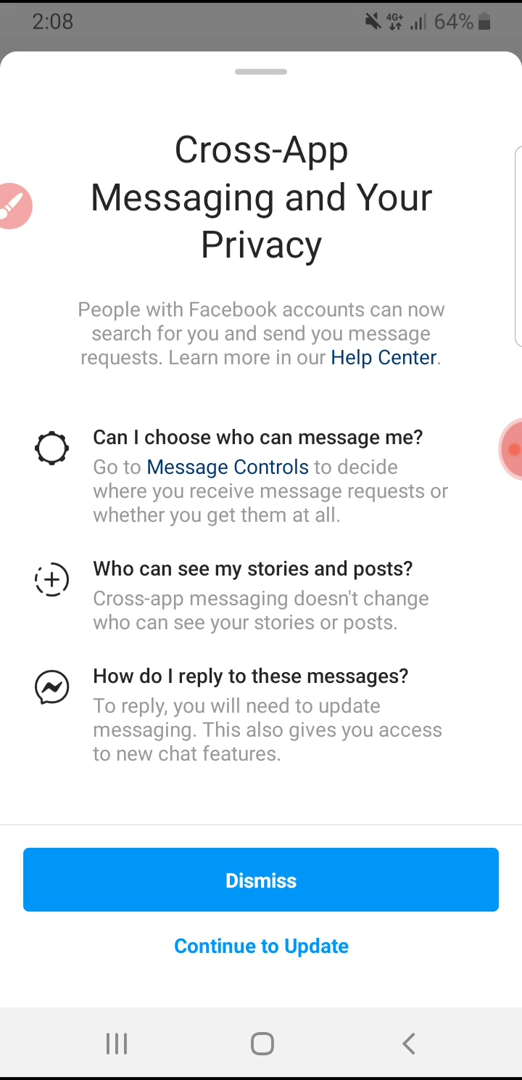 2:08 4G+ 64%
Cross-App
Messaging and Your
Privacy
People with Facebook accounts can now
search for you and send you message
requests. Learn more in our Help Center.
Can I choose who can message me?
Go to Message Controls to decide
where you receive message requests or
whether you get them at all.
Who can see my stories and posts?
Cross-app messaging doesn't change
who can see your stories or posts.
How do I reply to these messages?
To reply, you will need to update
messaging. This also gives you access
to new chat features.
Dismiss
Continue to Update